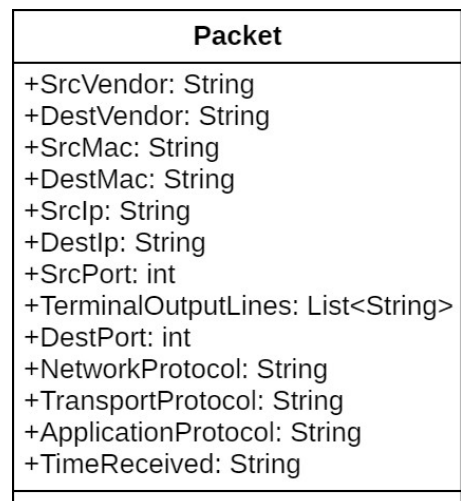 Packet
+SrcVendor: String
+DestVendor: String
+SrcMac: String
+DestMac: String
+SrcIp: String
+DestIp: String
+SrcPort: int
+TerminalOutputLines: List<String>
+DestPort: int
+NetworkProtocol: String
+TransportProtocol: String
+ApplicationProtocol: String
+TimeReceived: String